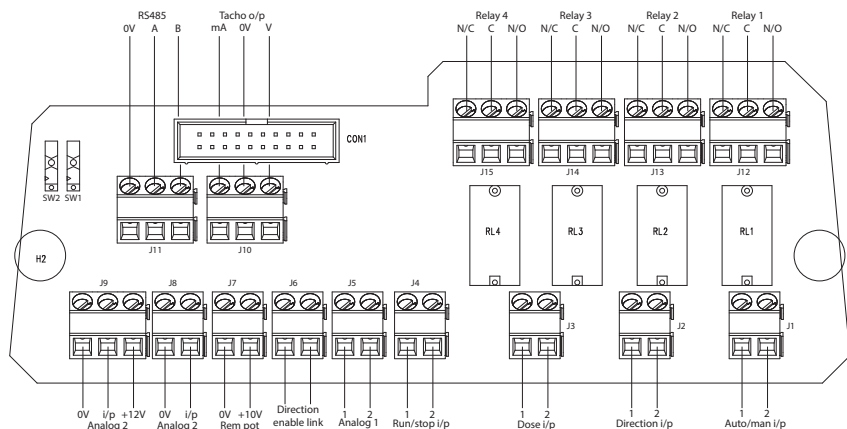 RS485 Tacho o/p Relay 4 Relay 3 Relay 2 Relay 1
0V A B mA 0V V N/C C N/O N/C C N/O N/C C N/O N/C C N/O
CON1
J15 J14 J13 J12
SW2 SW1
RL4 RL3 RL2 RL1
J11 J10
H2
J9 J8 J7 J6 J5 J4
J3 J2 J1
0V i/p +12V 0V i/p 0V +10V Direction 1 2 1 2 1 2 1 2 1 2
Analog 2 Analog 2 Rem pot enable link Analog 1 Run/stop i/p Dose i/p Direction i/p Auto/man i/p